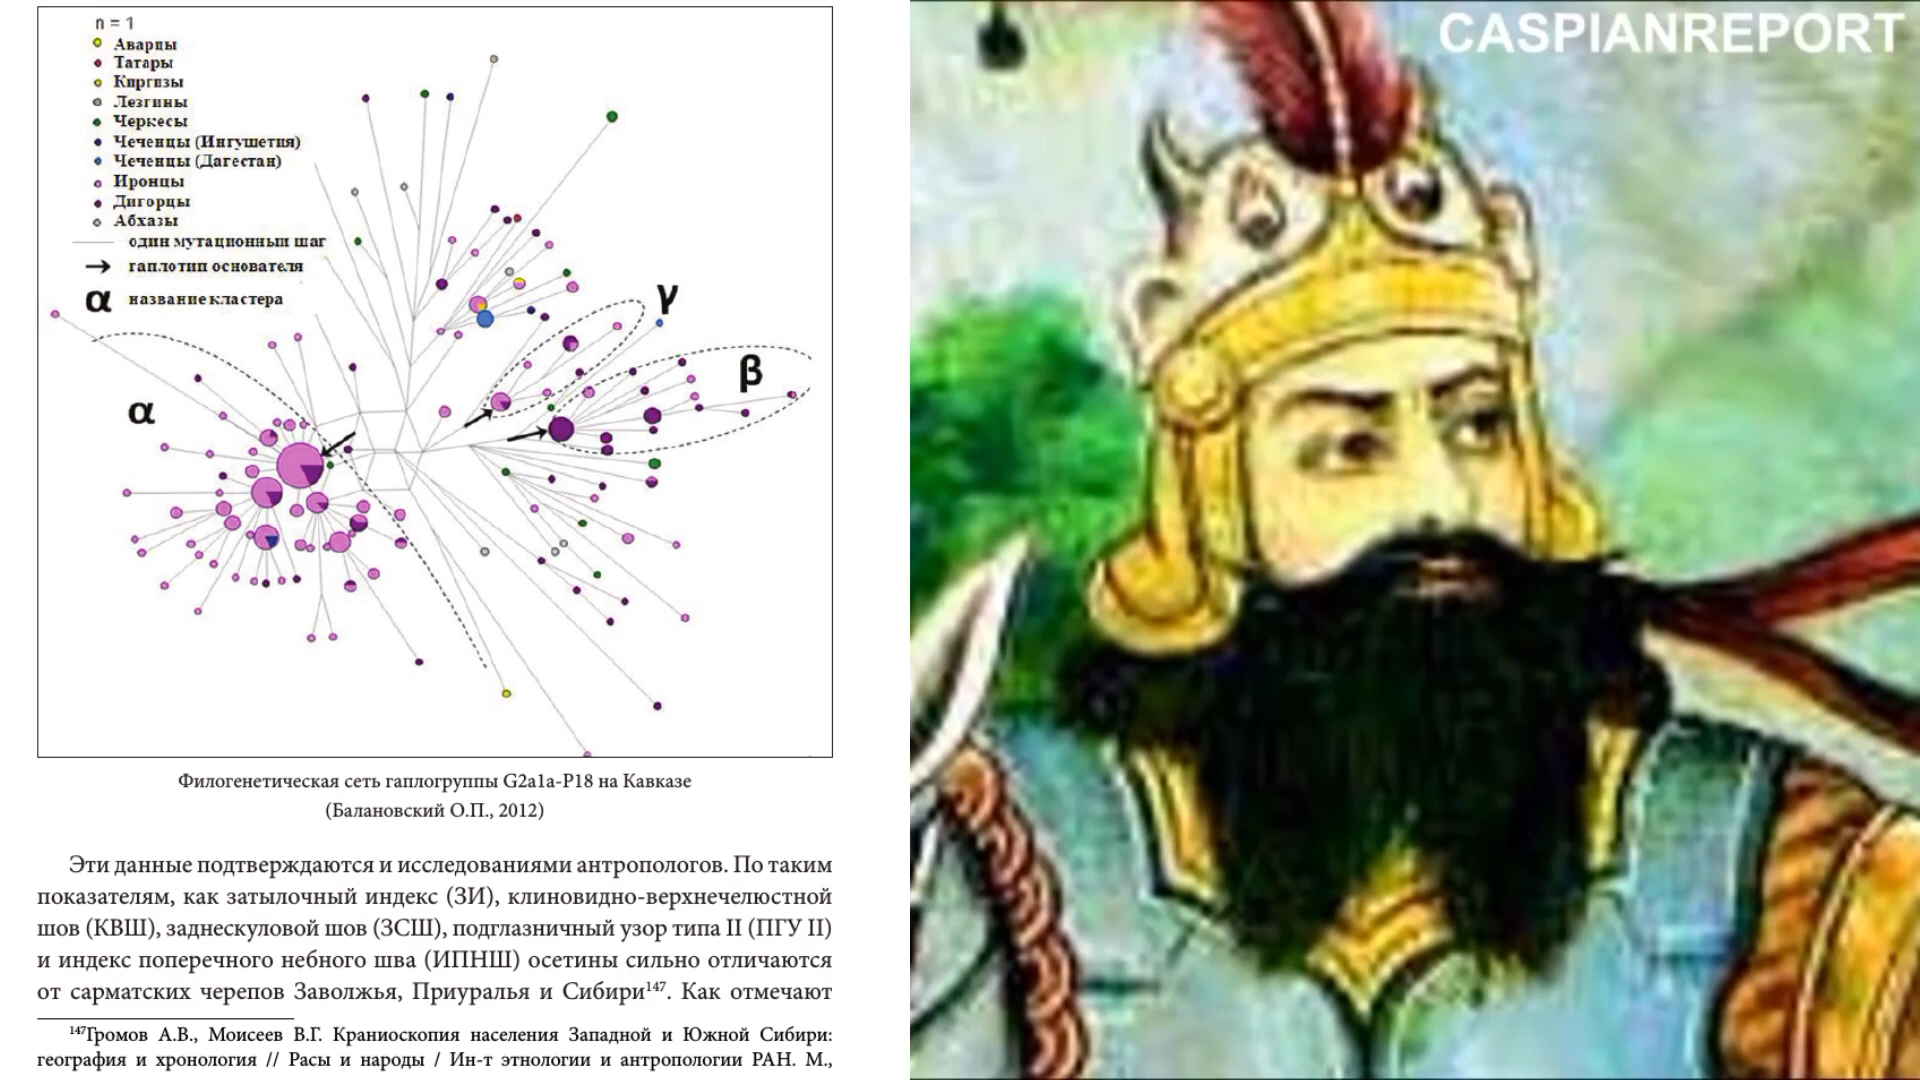 n = 1
Аварцы
Татары
Киргизы
Лезгины
Черкесы
Чеченцы (Ингушетия)
Чеченцы (Дагестан)
Иронцы
Дигорцы
Абхазы
один мутационный шаг
гаплотип основателя
α название кластера
γ
β
α
Филогенетическая сеть гаплогруппы G2a1a-P18 на Кавказе
(Балановский О.П., 2012)
Эти данные подтверждаются и исследованиями антропологов. По таким
показателям, как затылочный индекс (ЗИ), клиновидно-верхнечелюстной
шов (КВШ), заднескуловой шов (ЗСШ), подглазничный узор типа II (ПГУ II)
и индекс поперечного небного шва (ИПНШ) осетины сильно отличаются
от сарматских черепов Заволжья, Приуралья и Сибири¹⁴⁷. Как отмечают
¹⁴⁷Громов А.В., Моисеев В.Г. Краниоскопия населения Западной и Южной Сибири:
география и хронология // Расы и народы / Ин-т этнологии и антропологии РАН. М.,
CASPIANREPORT